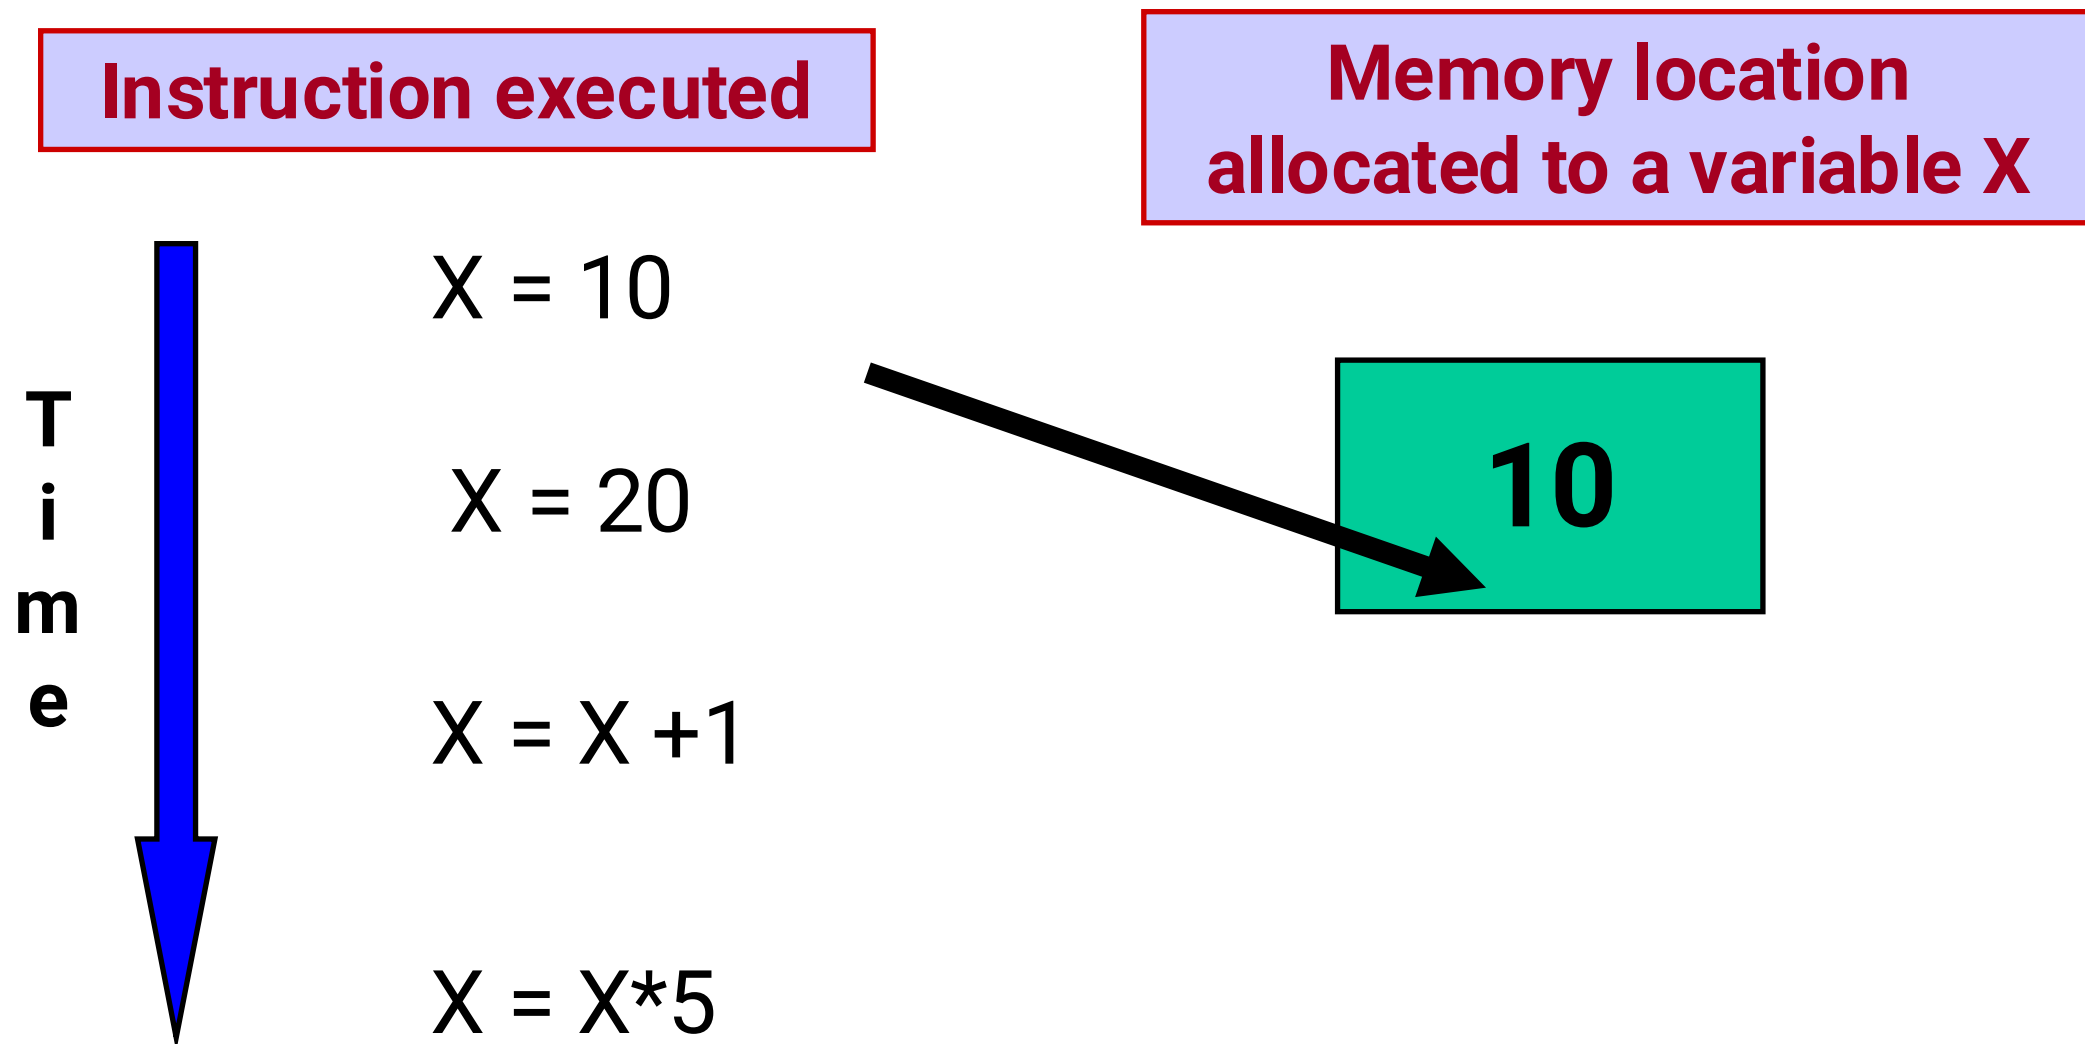 Instruction executed
Memory location
allocated to a variable X
T
i
m
e
X = 10
X = 20
X = X +1
X = X*5
10